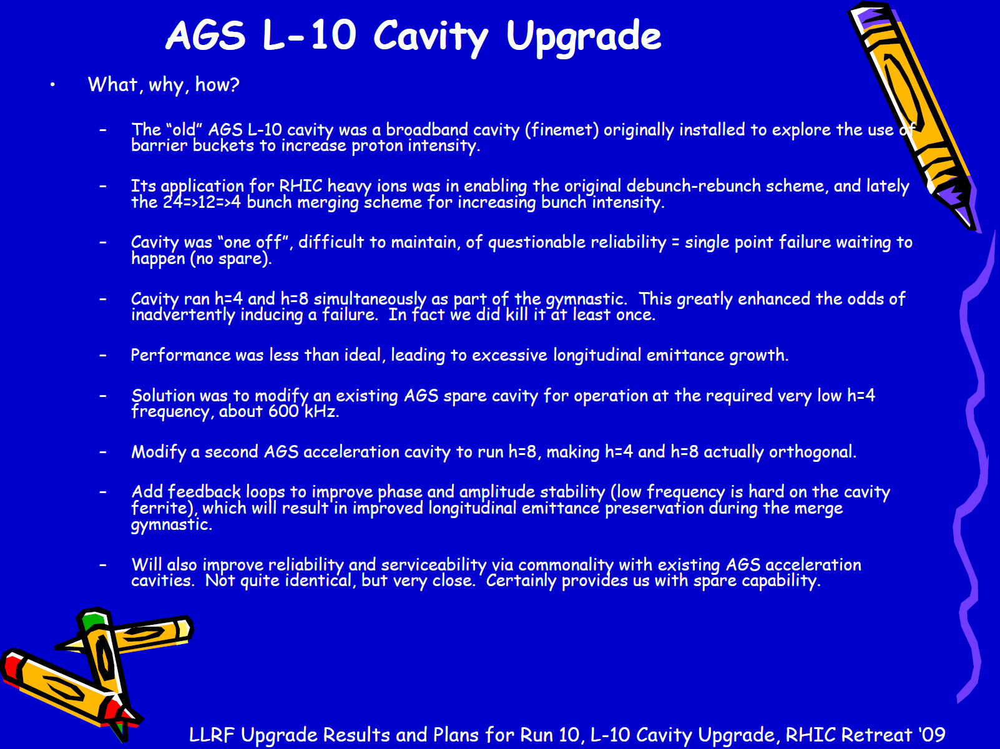 AGS L-10 Cavity Upgrade
• What, why, how?
– The “old” AGS L-10 cavity was a broadband cavity (finemet) originally installed to explore the use of
barrier buckets to increase proton intensity.
– Its application for RHIC heavy ions was in enabling the original debunch-rebunch scheme, and lately
the 24=>12=>4 bunch merging scheme for increasing bunch intensity.
– Cavity was “one off”, difficult to maintain, of questionable reliability = single point failure waiting to
happen (no spare).
– Cavity ran h=4 and h=8 simultaneously as part of the gymnastic. This greatly enhanced the odds of
inadvertently inducing a failure. In fact we did kill it at least once.
– Performance was less than ideal, leading to excessive longitudinal emittance growth.
– Solution was to modify an existing AGS spare cavity for operation at the required very low h=4
frequency, about 600 kHz.
– Modify a second AGS acceleration cavity to run h=8, making h=4 and h=8 actually orthogonal.
– Add feedback loops to improve phase and amplitude stability (low frequency is hard on the cavity
ferrite), which will result in improved longitudinal emittance preservation during the merge
gymnastic.
– Will also improve reliability and serviceability via commonality with existing AGS acceleration
cavities. Not quite identical, but very close. Certainly provides us with spare capability.
LLRF Upgrade Results and Plans for Run 10, L-10 Cavity Upgrade, RHIC Retreat ‘09